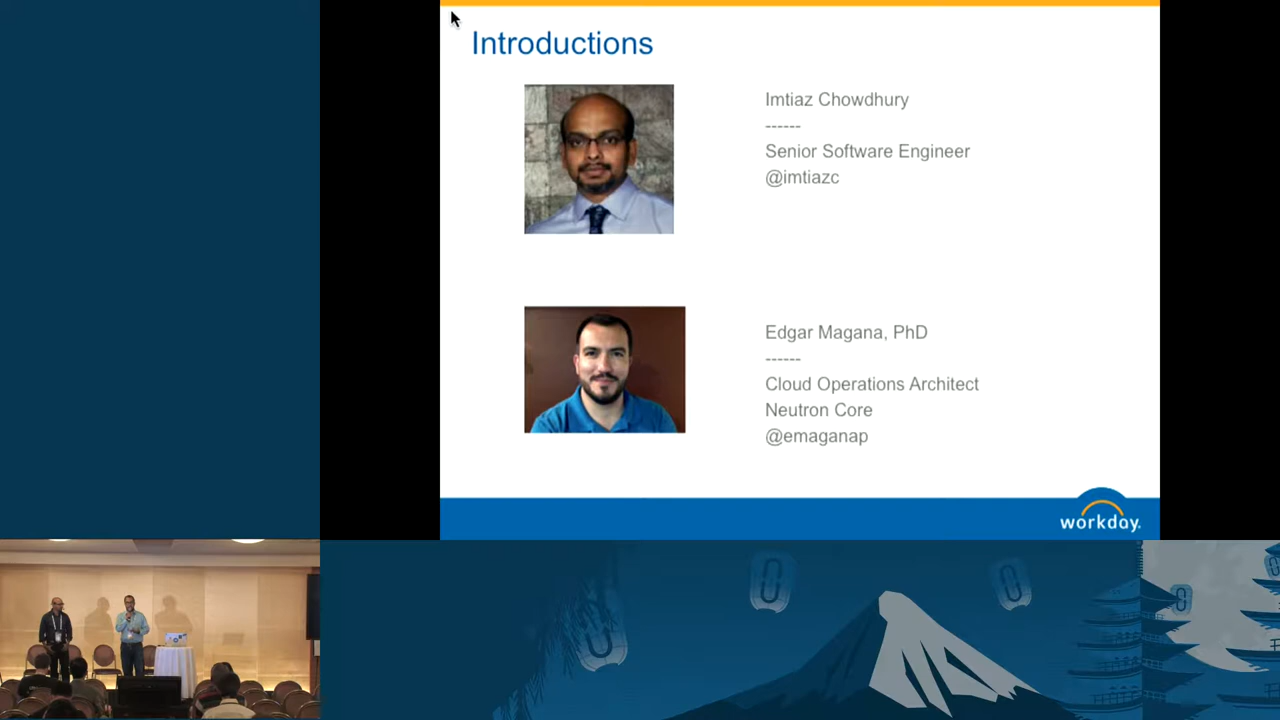 Introductions
Imtiaz Chowdhury
------
Senior Software Engineer
@imtiazc
Edgar Magana, PhD
------
Cloud Operations Architect
Neutron Core
@emaganap
workday.